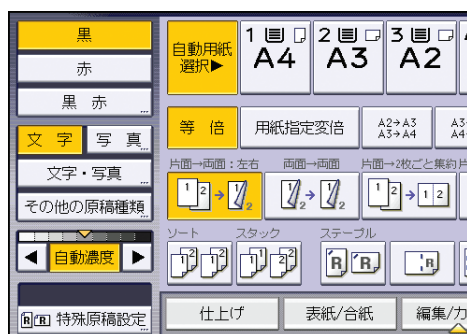 黒
赤
黒 赤
文 字
写 真
文字・写真
その他の原稿種類
自動濃度
特殊原稿設定
自動用紙
選択▶
1
A4
2
A3
3
A2
等 倍
用紙指定変倍
A2→A3
A3→A4
片面→両面：左右
両面→両面
片面→2枚ごと集約
1 2 → 1 2
ソート
スタック
ステープル
仕上げ
表紙/合紙
編集/カ